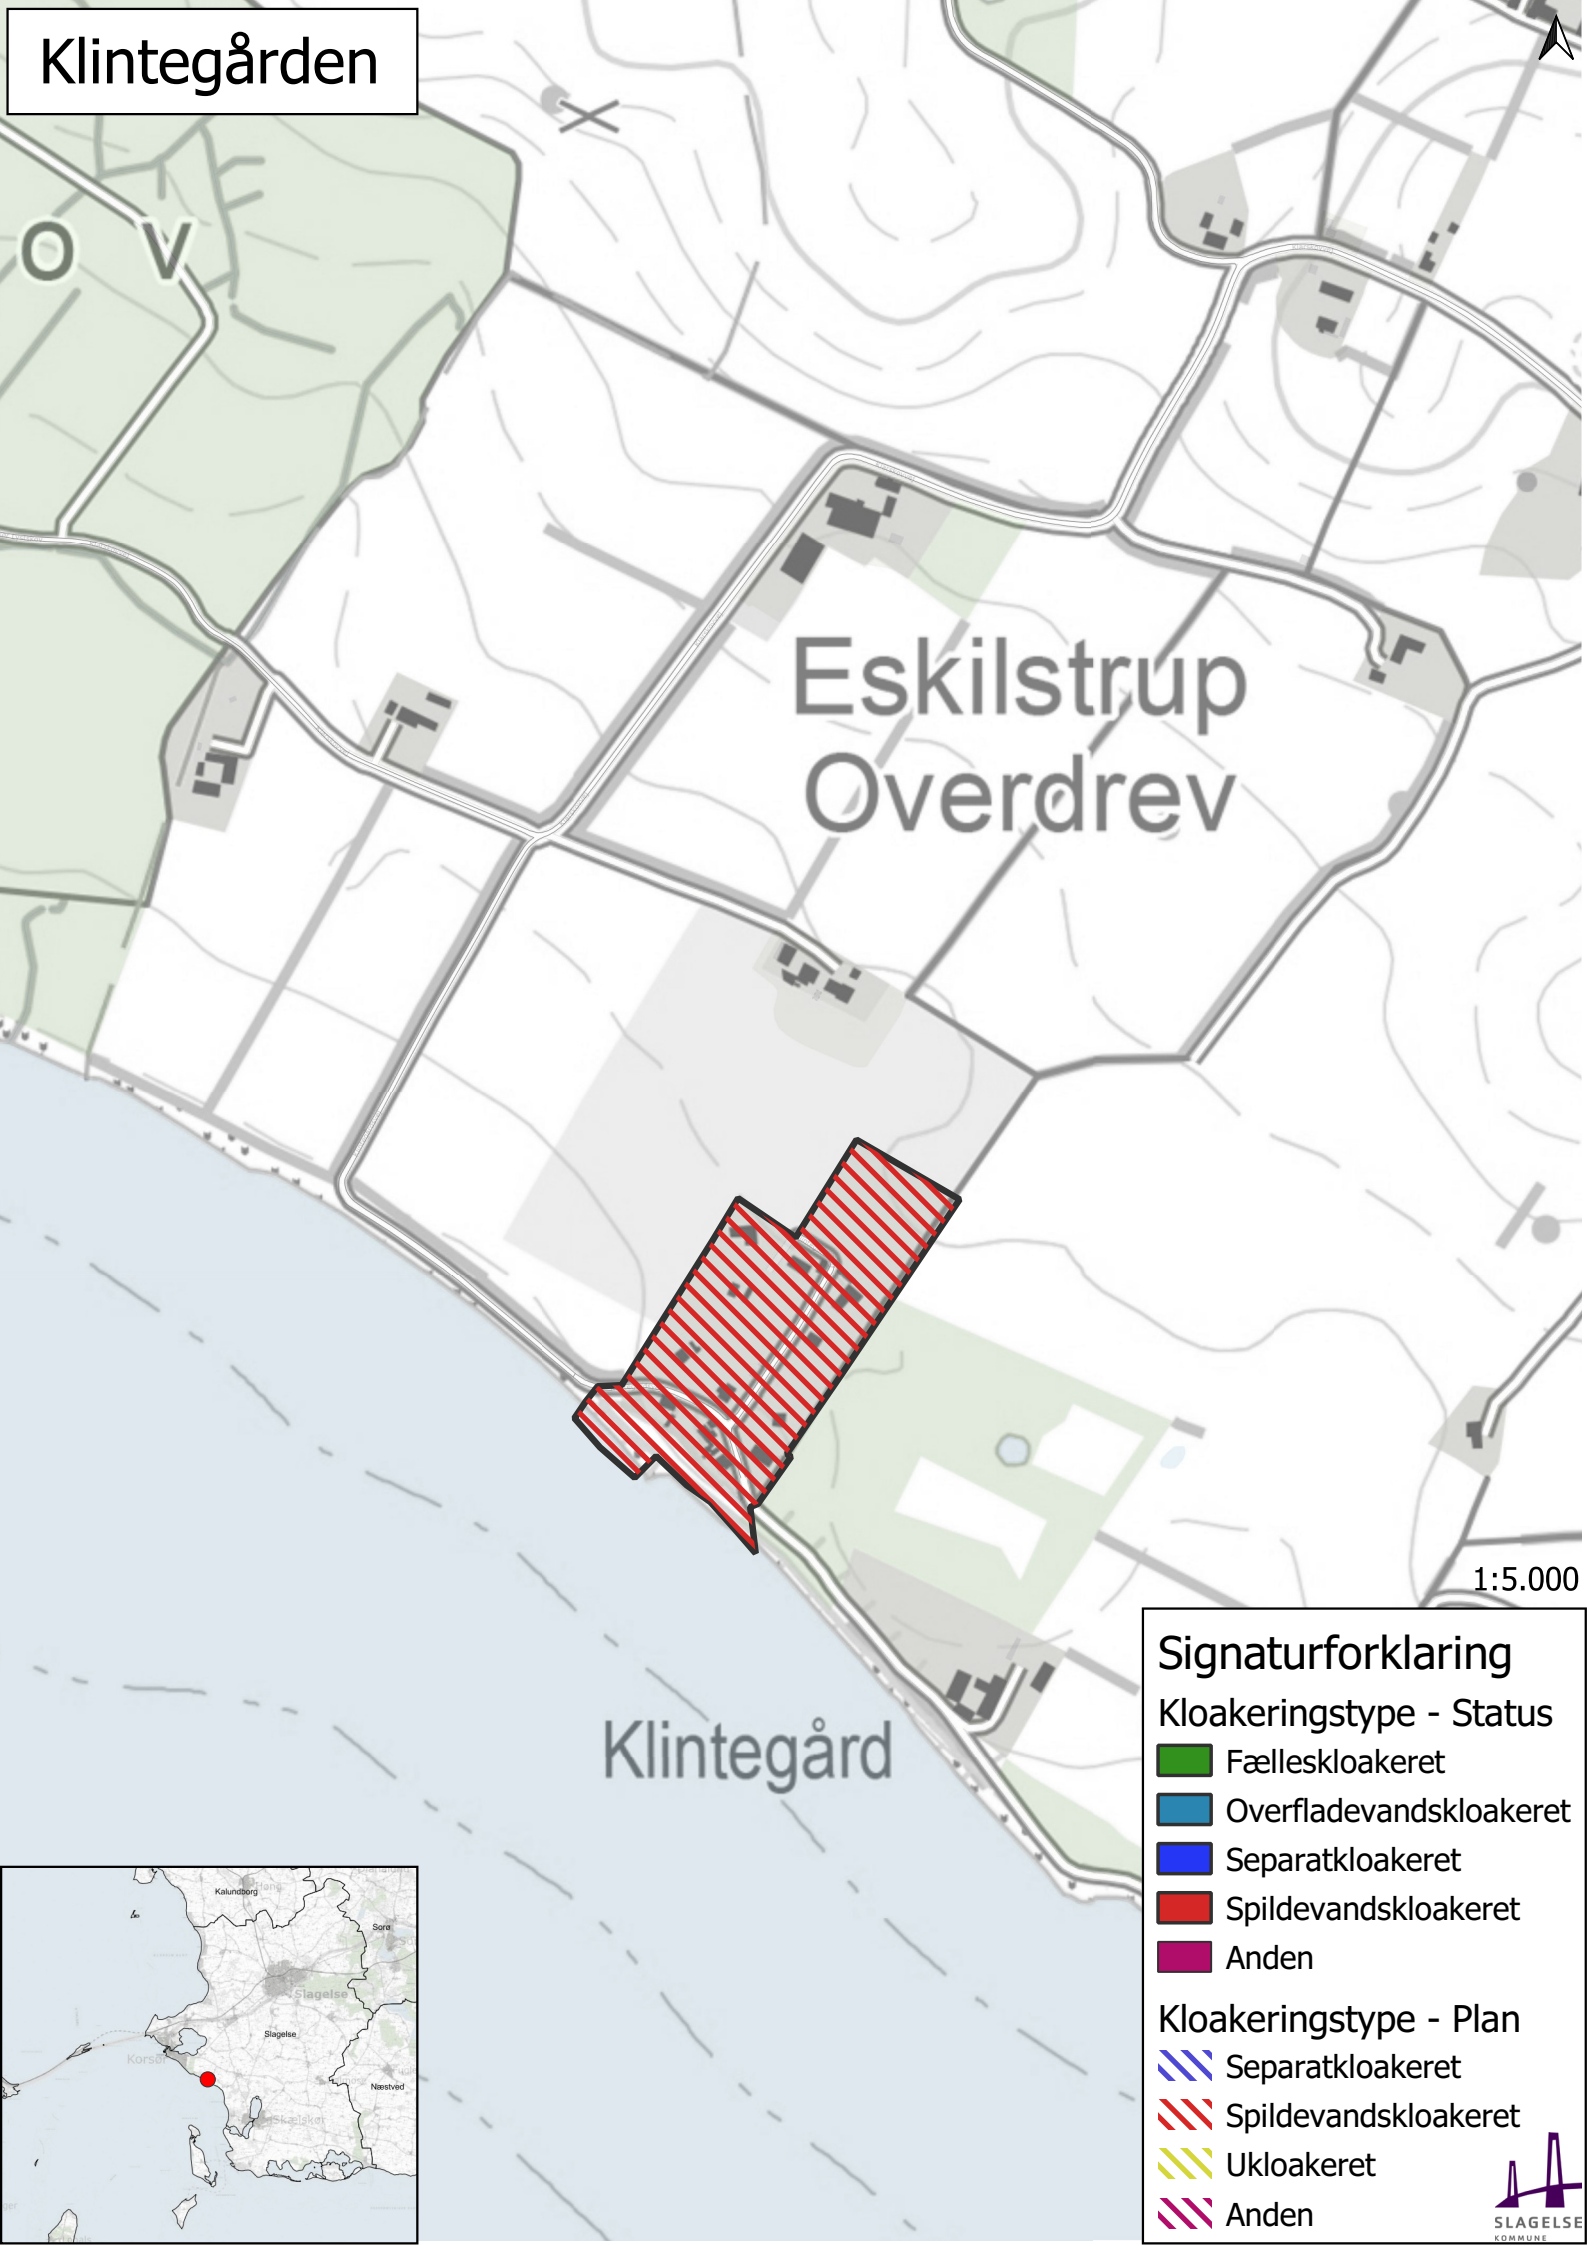 Klintegården
O V
Eskilstrup
Overdrev
Klintegård
1:5.000
Signaturforklaring
Kloakeringstype - Status
Fælleskloakeret
Overfladevandskloakeret
Separatkloakeret
Spildevandskloakeret
Anden
Kloakeringstype - Plan
Separatkloakeret
Spildevandskloakeret
Ukloakeret
Anden
SLAGELSE
KOMMUNE
Kalundborg
Høng
Sorø
Slagelse
Slagelse
Korsør
Næstved
Skælskør